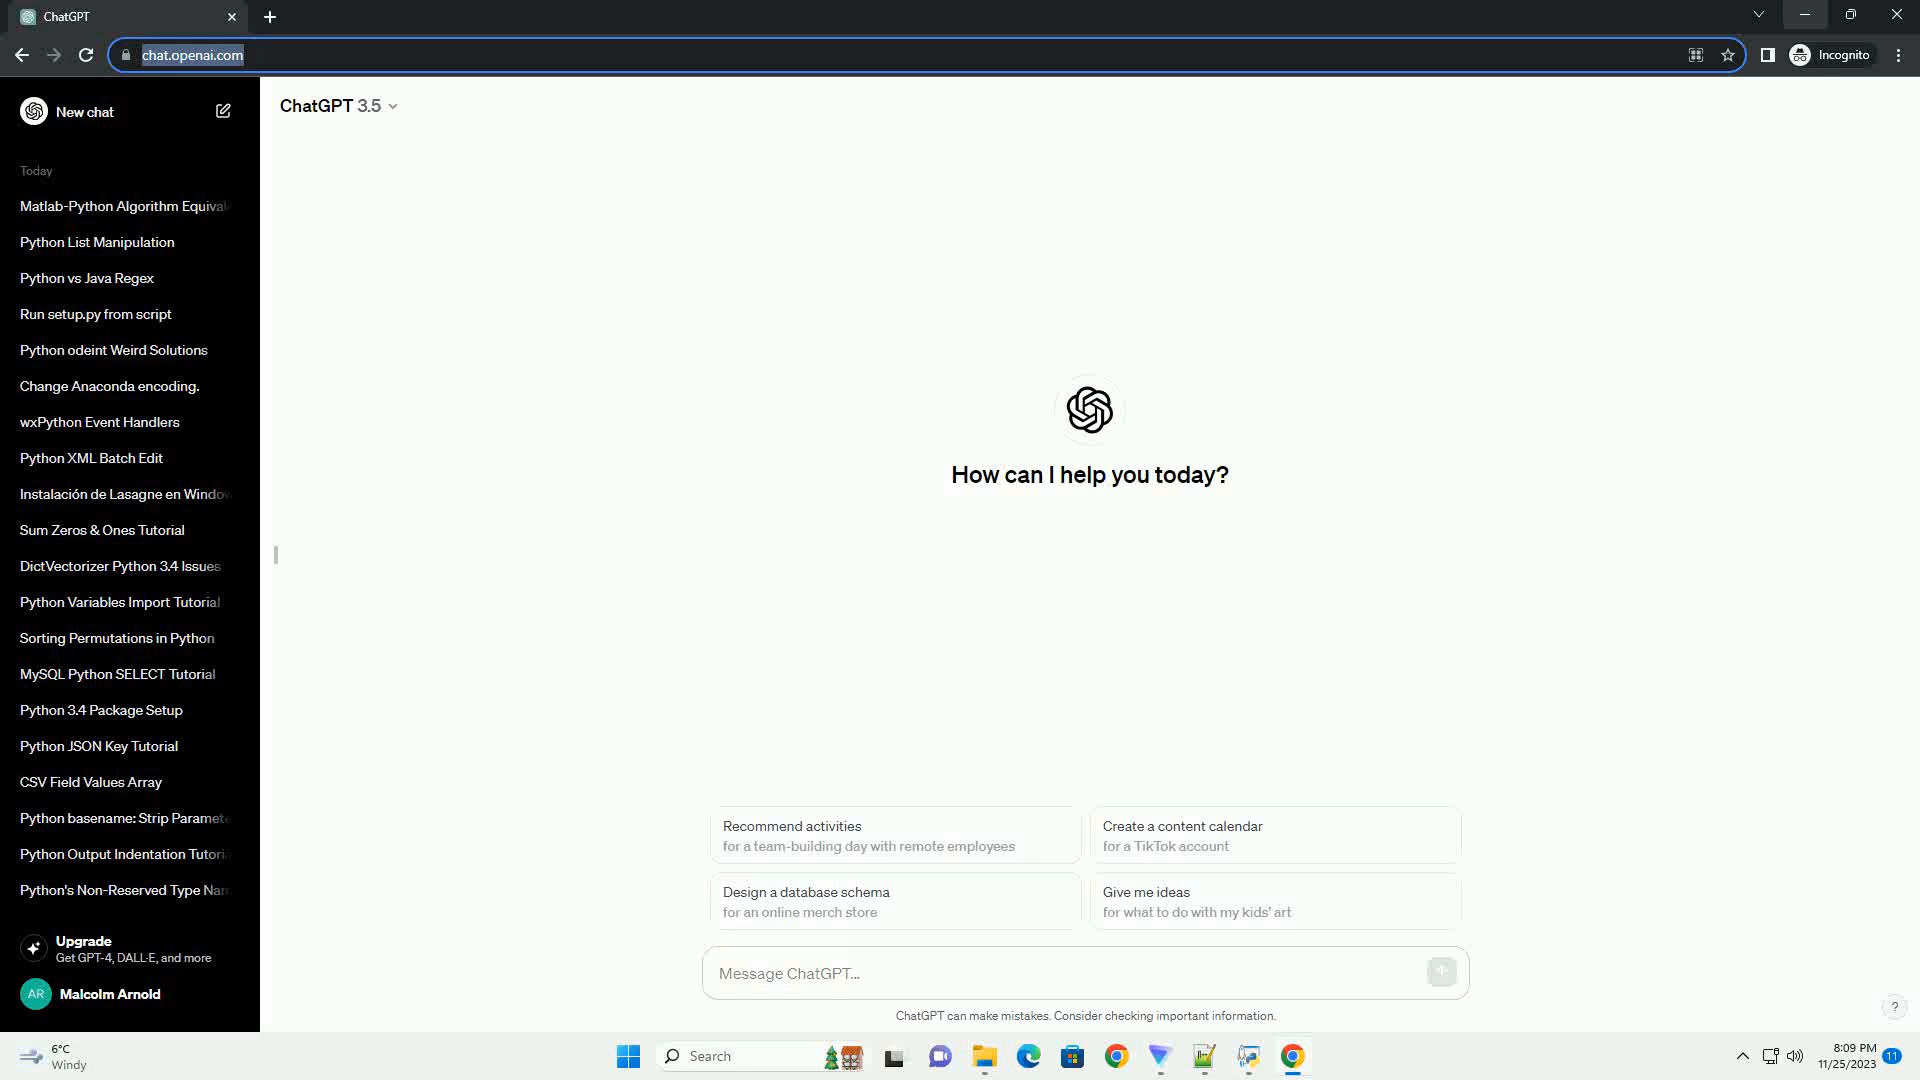 ChatGPT
chat.openai.com
Incognito
New chat
Today
Matlab-Python Algorithm Equival
Python List Manipulation
Python vs Java Regex
Run setup.py from script
Python odeint Weird Solutions
Change Anaconda encoding.
wxPython Event Handlers
Python XML Batch Edit
Instalación de Lasagne en Window
Sum Zeros & Ones Tutorial
DictVectorizer Python 3.4 Issues
Python Variables Import Tutorial
Sorting Permutations in Python
MySQL Python SELECT Tutorial
Python 3.4 Package Setup
Python JSON Key Tutorial
CSV Field Values Array
Python basename: Strip Paramete
Python Output Indentation Tutoria
Python's Non-Reserved Type Nam
Upgrade
Get GPT-4, DALL·E, and more
AR
Malcolm Arnold
ChatGPT 3.5
How can I help you today?
Recommend activities
for a team-building day with remote employees
Create a content calendar
for a TikTok account
Design a database schema
for an online merch store
Give me ideas
for what to do with my kids' art
Message ChatGPT...
ChatGPT can make mistakes. Consider checking important information.
?
6°C
Windy
Search
8:09 PM
11/25/2023
11